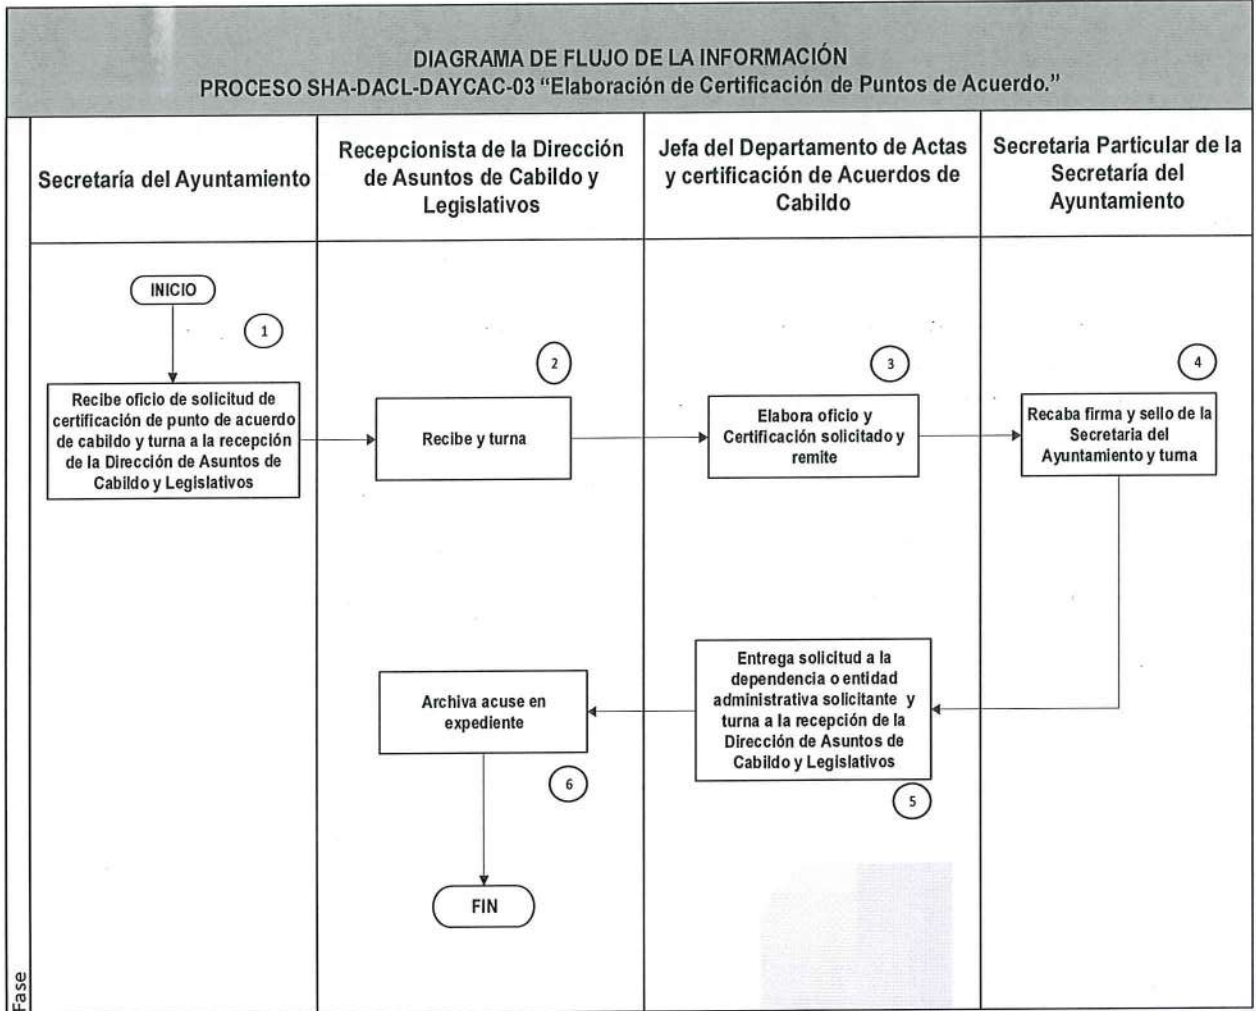 DIAGRAMA DE FLUJO DE LA INFORMACIÓN
PROCESO SHA-DACL-DAYCAC-03 “Elaboración de Certificación de Puntos de Acuerdo.”
Secretaría del Ayuntamiento
Recepcionista de la Dirección
de Asuntos de Cabildo y
Legislativos
Jefa del Departamento de Actas
y certificación de Acuerdos de
Cabildo
Secretaria Particular de la
Secretaría del
Ayuntamiento
INICIO
1
Recibe oficio de solicitud de
certificación de punto de acuerdo
de cabildo y turna a la recepción
de la Dirección de Asuntos de
Cabildo y Legislativos
2
Recibe y turna
3
Elabora oficio y
Certificación solicitado y
remite
4
Recaba firma y sello de la
Secretaria del
Ayuntamiento y turna
Entrega solicitud a la
dependencia o entidad
administrativa solicitante y
turna a la recepción de la
Dirección de Asuntos de
Cabildo y Legislativos
5
Archiva acuse en
expediente
6
FIN
Fase